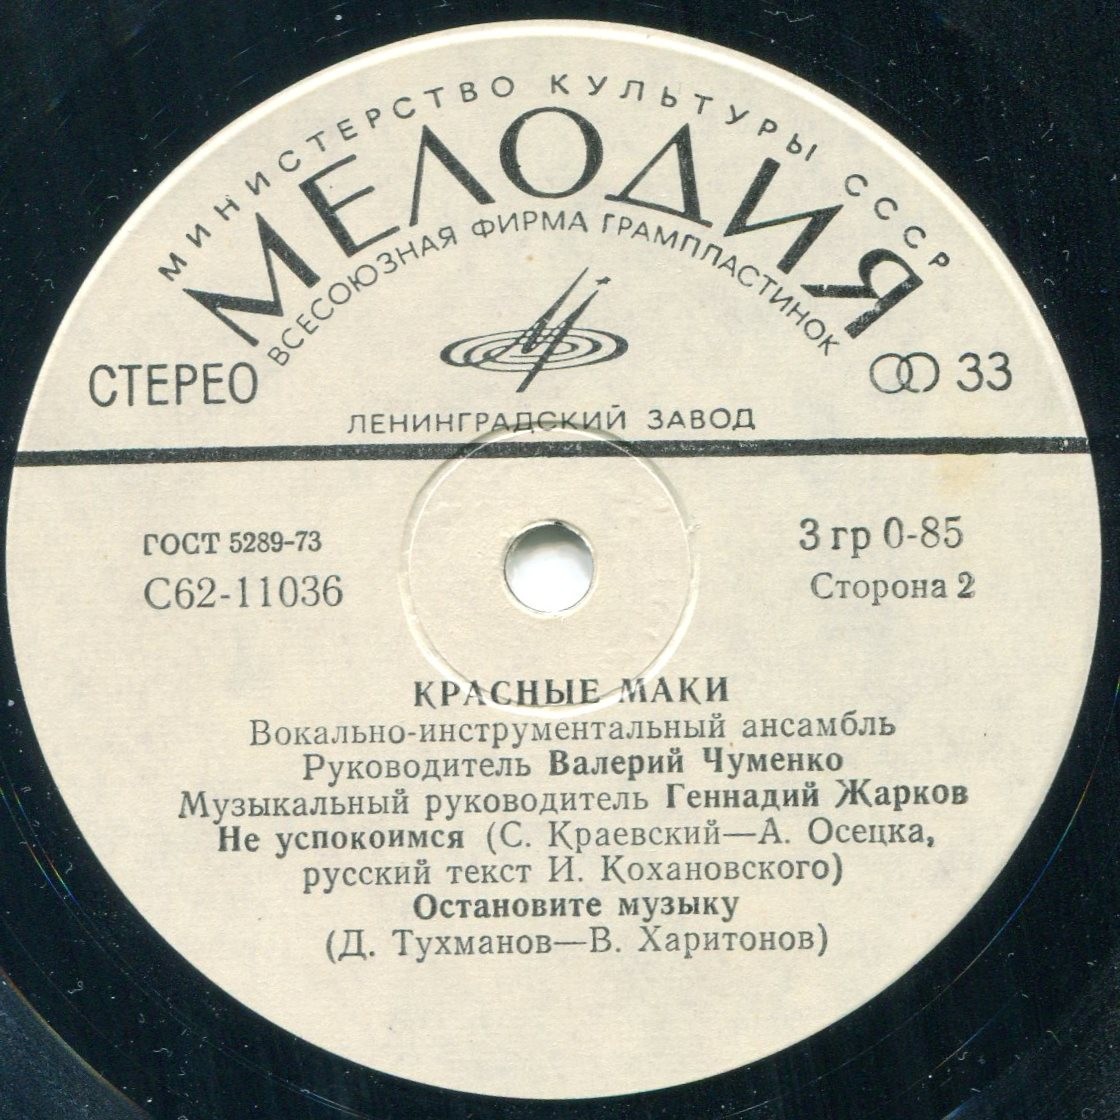 МИНИСТЕРСТВО КУЛЬТУРЫ СССР
МЕЛОДИЯ
ВСЕСОЮЗНАЯ ФИРМА ГРАМПЛАСТИНОК
СТЕРЕО
33
ЛЕНИНГРАДСКИЙ ЗАВОД
ГОСТ 5289-73
3 гр 0-85
С62-11036
Сторона 2
КРАСНЫЕ МАКИ
Вокально-инструментальный ансамбль
Руководитель Валерий Чуменко
Музыкальный руководитель Геннадий Жарков
Не успокоимся (С. Краевский—А. Осецка,
русский текст И. Кохановского)
Остановите музыку
(Д. Тухманов—В. Харитонов)